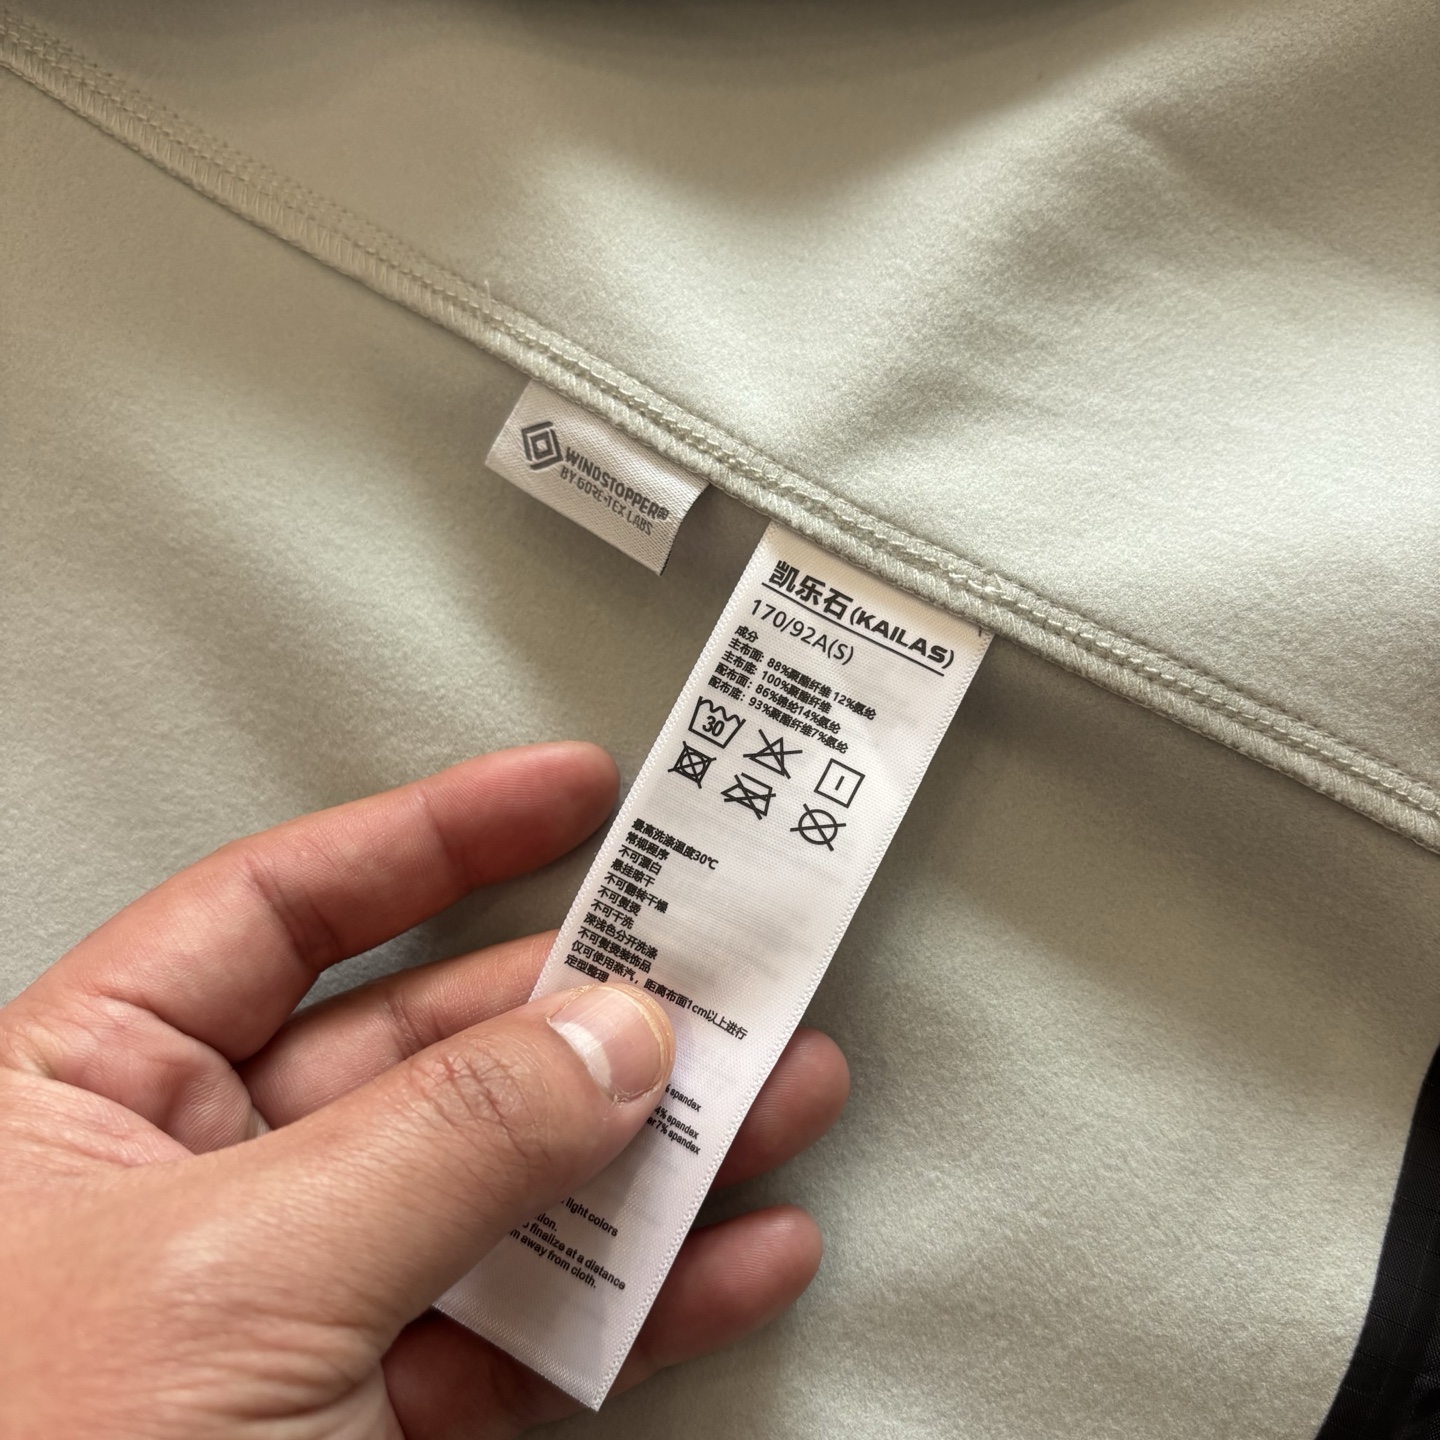 WINDSTOPPER®
BY GORE-TEX LABS
凯乐石(KAILAS)
170/92A(S)
成分
主布面: 88%聚酯纤维 12%氨纶
主布底: 100%聚酯纤维
配布面: 86%锦纶14%氨纶
配布底: 93%聚酯纤维7%氨纶
30
最高洗涤温度30℃
常规程序
不可漂白
悬挂晾干
不可翻转干燥
不可熨烫
不可干洗
深浅色分开洗涤
不可熨烫装饰品
仅可使用蒸汽，距离布面1cm以上进行
定型整理
spandex
4% spandex
7% spandex
light colors
finalize at a distance
away from cloth.